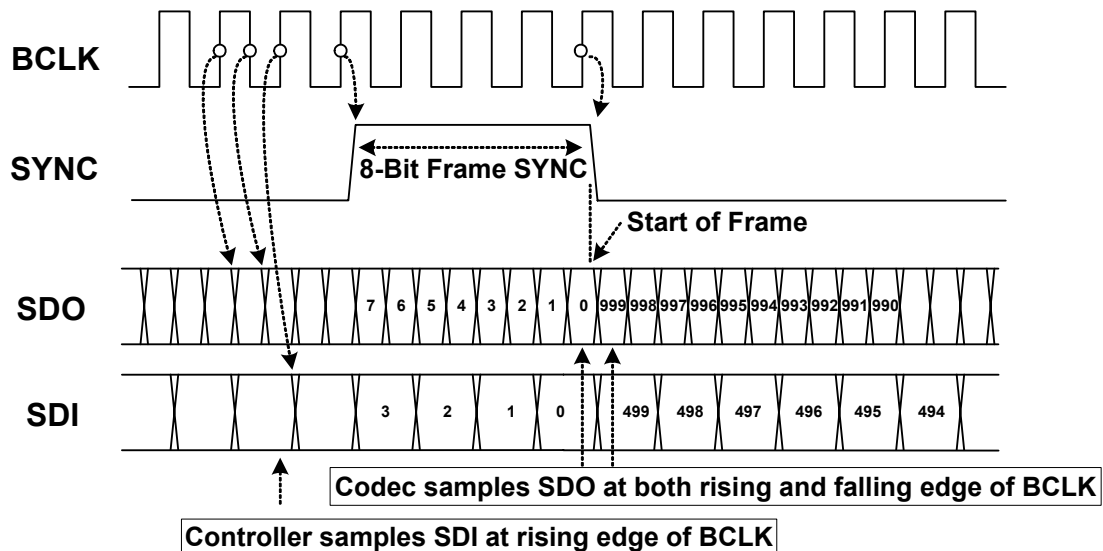 BCLK
SYNC
8-Bit Frame SYNC
Start of Frame
SDO
7 6 5 4 3 2 1 0 999 998 997 996 995 994 993 992 991 990
SDI
3 2 1 0 499 498 497 496 495 494
Codec samples SDO at both rising and falling edge of BCLK
Controller samples SDI at rising edge of BCLK